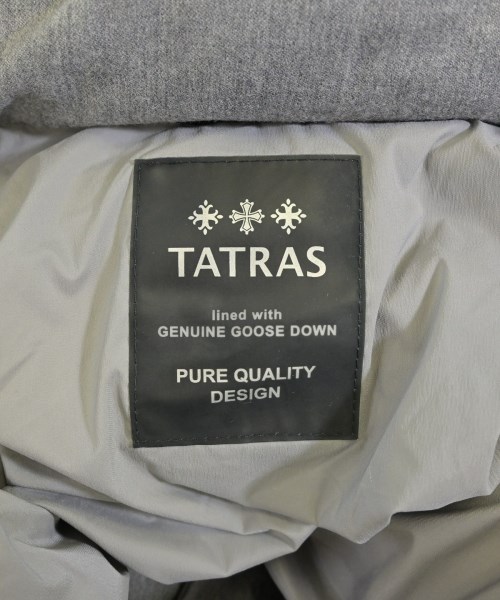 TATRAS
lined with
GENUINE GOOSE DOWN
PURE QUALITY
DESIGN